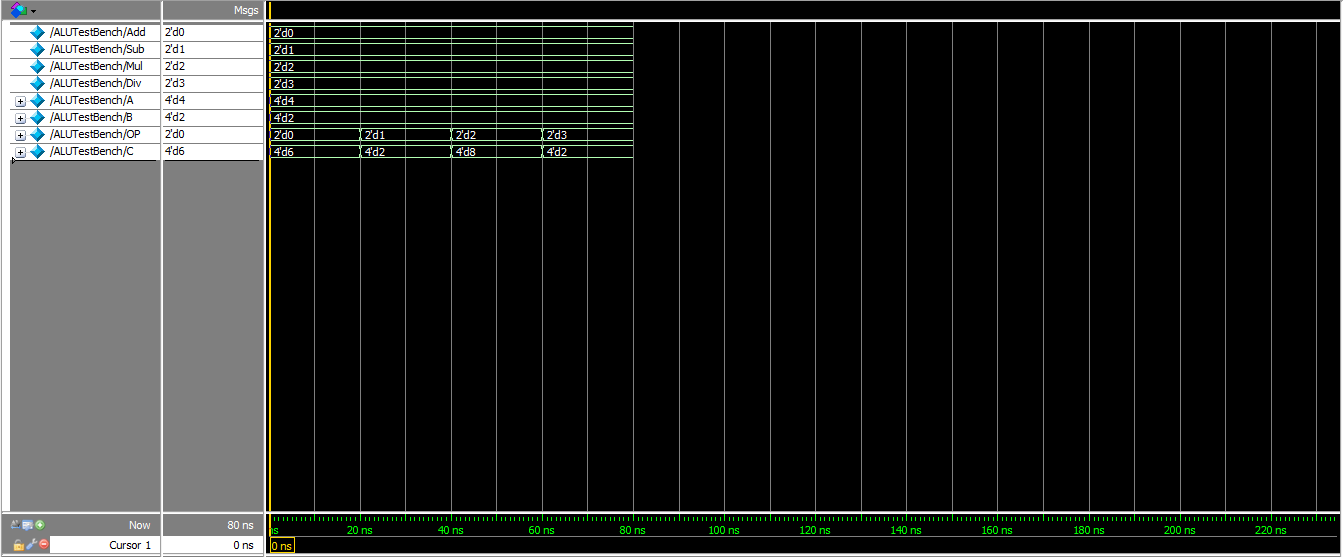 Msgs
/ALUTestBench/Add 2'd0 2'd0
/ALUTestBench/Sub 2'd1 2'd1
/ALUTestBench/Mul 2'd2 2'd2
/ALUTestBench/Div 2'd3 2'd3
/ALUTestBench/A 4'd4 4'd4
/ALUTestBench/B 4'd2 4'd2
/ALUTestBench/OP 2'd0 2'd0 2'd1 2'd2 2'd3
/ALUTestBench/C 4'd6 4'd6 4'd2 4'd8 4'd2
Now 80 ns ns 20 ns 40 ns 60 ns 80 ns 100 ns 120 ns 140 ns 160 ns 180 ns 200 ns 220 ns
Cursor 1 0 ns 0 ns